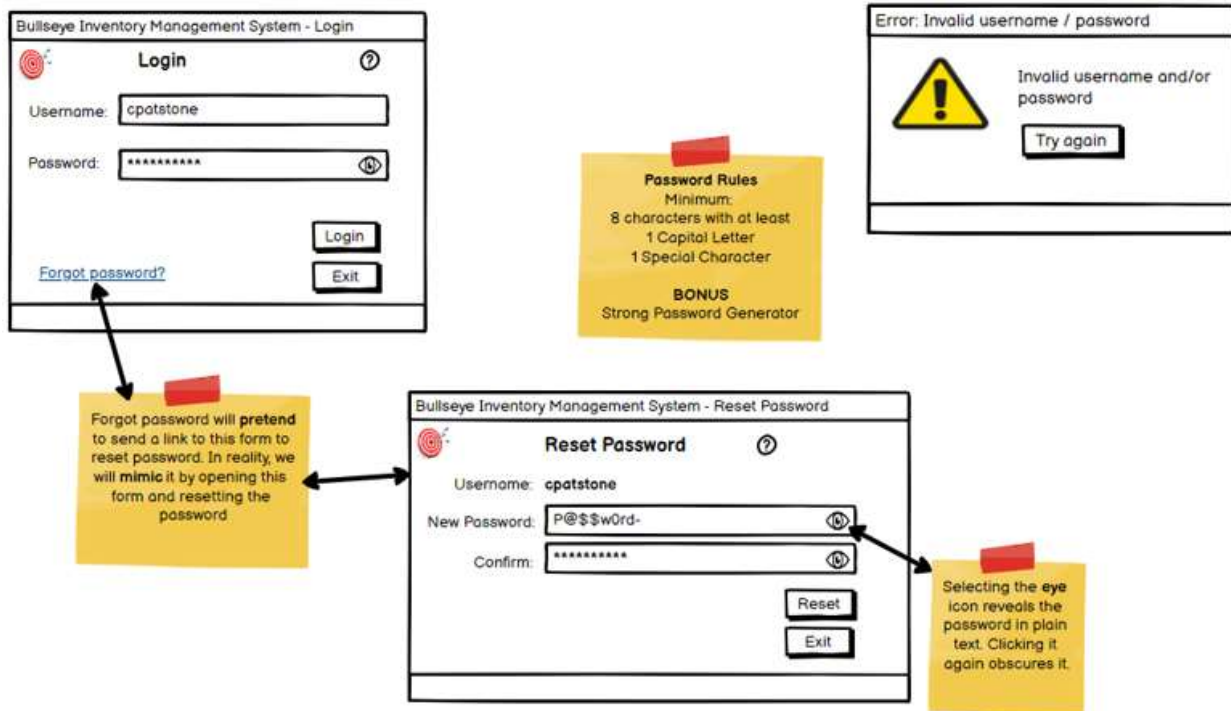 Bullseye Inventory Management System - Login
Login
?
Username:
cpatstone
Password:
**********
Login
Forgot password?
Exit
Error: Invalid username / password
!
Invalid username and/or
password
Try again
Password Rules
Minimum:
8 characters with at least
1 Capital Letter
1 Special Character
BONUS
Strong Password Generator
Forgot password will pretend
to send a link to this form to
reset password. In reality, we
will mimic it by opening this
form and resetting the
password
Bullseye Inventory Management System - Reset Password
Reset Password
?
Username: cpatstone
New Password:
P@$$w0rd-
Confirm:
**********
Reset
Exit
Selecting the eye
icon reveals the
password in plain
text. Clicking it
again obscures it.